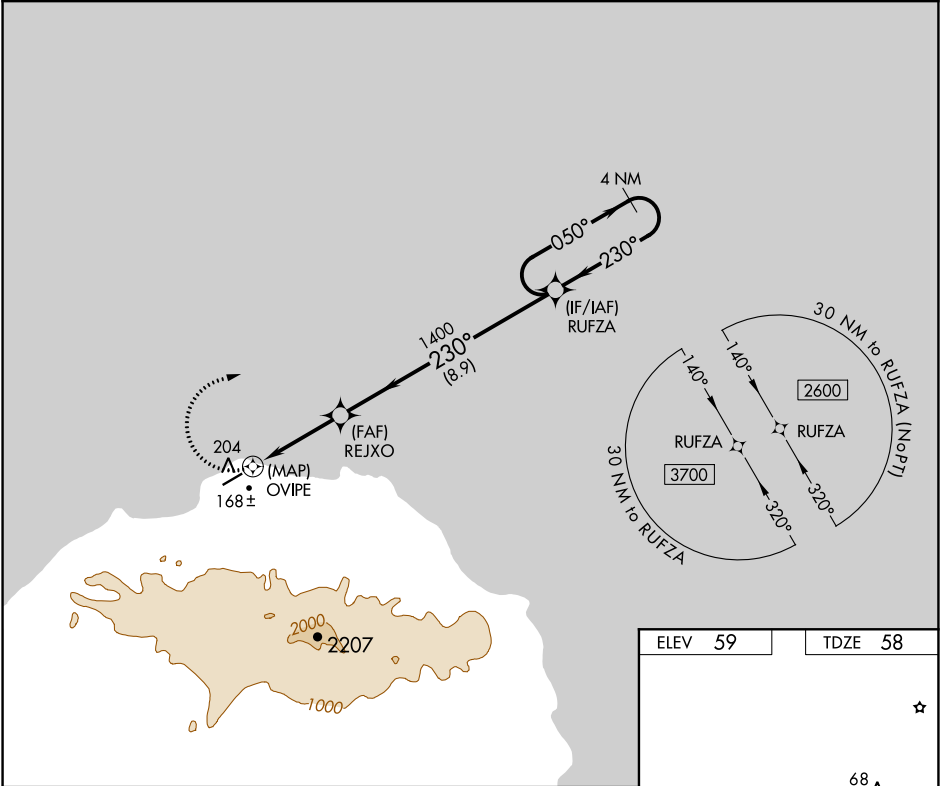 4 NM
050°
230°
(IF/IAF)
RUFZA
1400
230°
(8.9)
(FAF)
REJXO
204
(MAP)
OVIPE
168±
30 NM to RUFZA (NoPT)
140°
2600
RUFZA
320°
140°
RUFZA
3700
320°
30 NM to RUFZA
2000
2207
1000
ELEV 59
TDZE 58
68